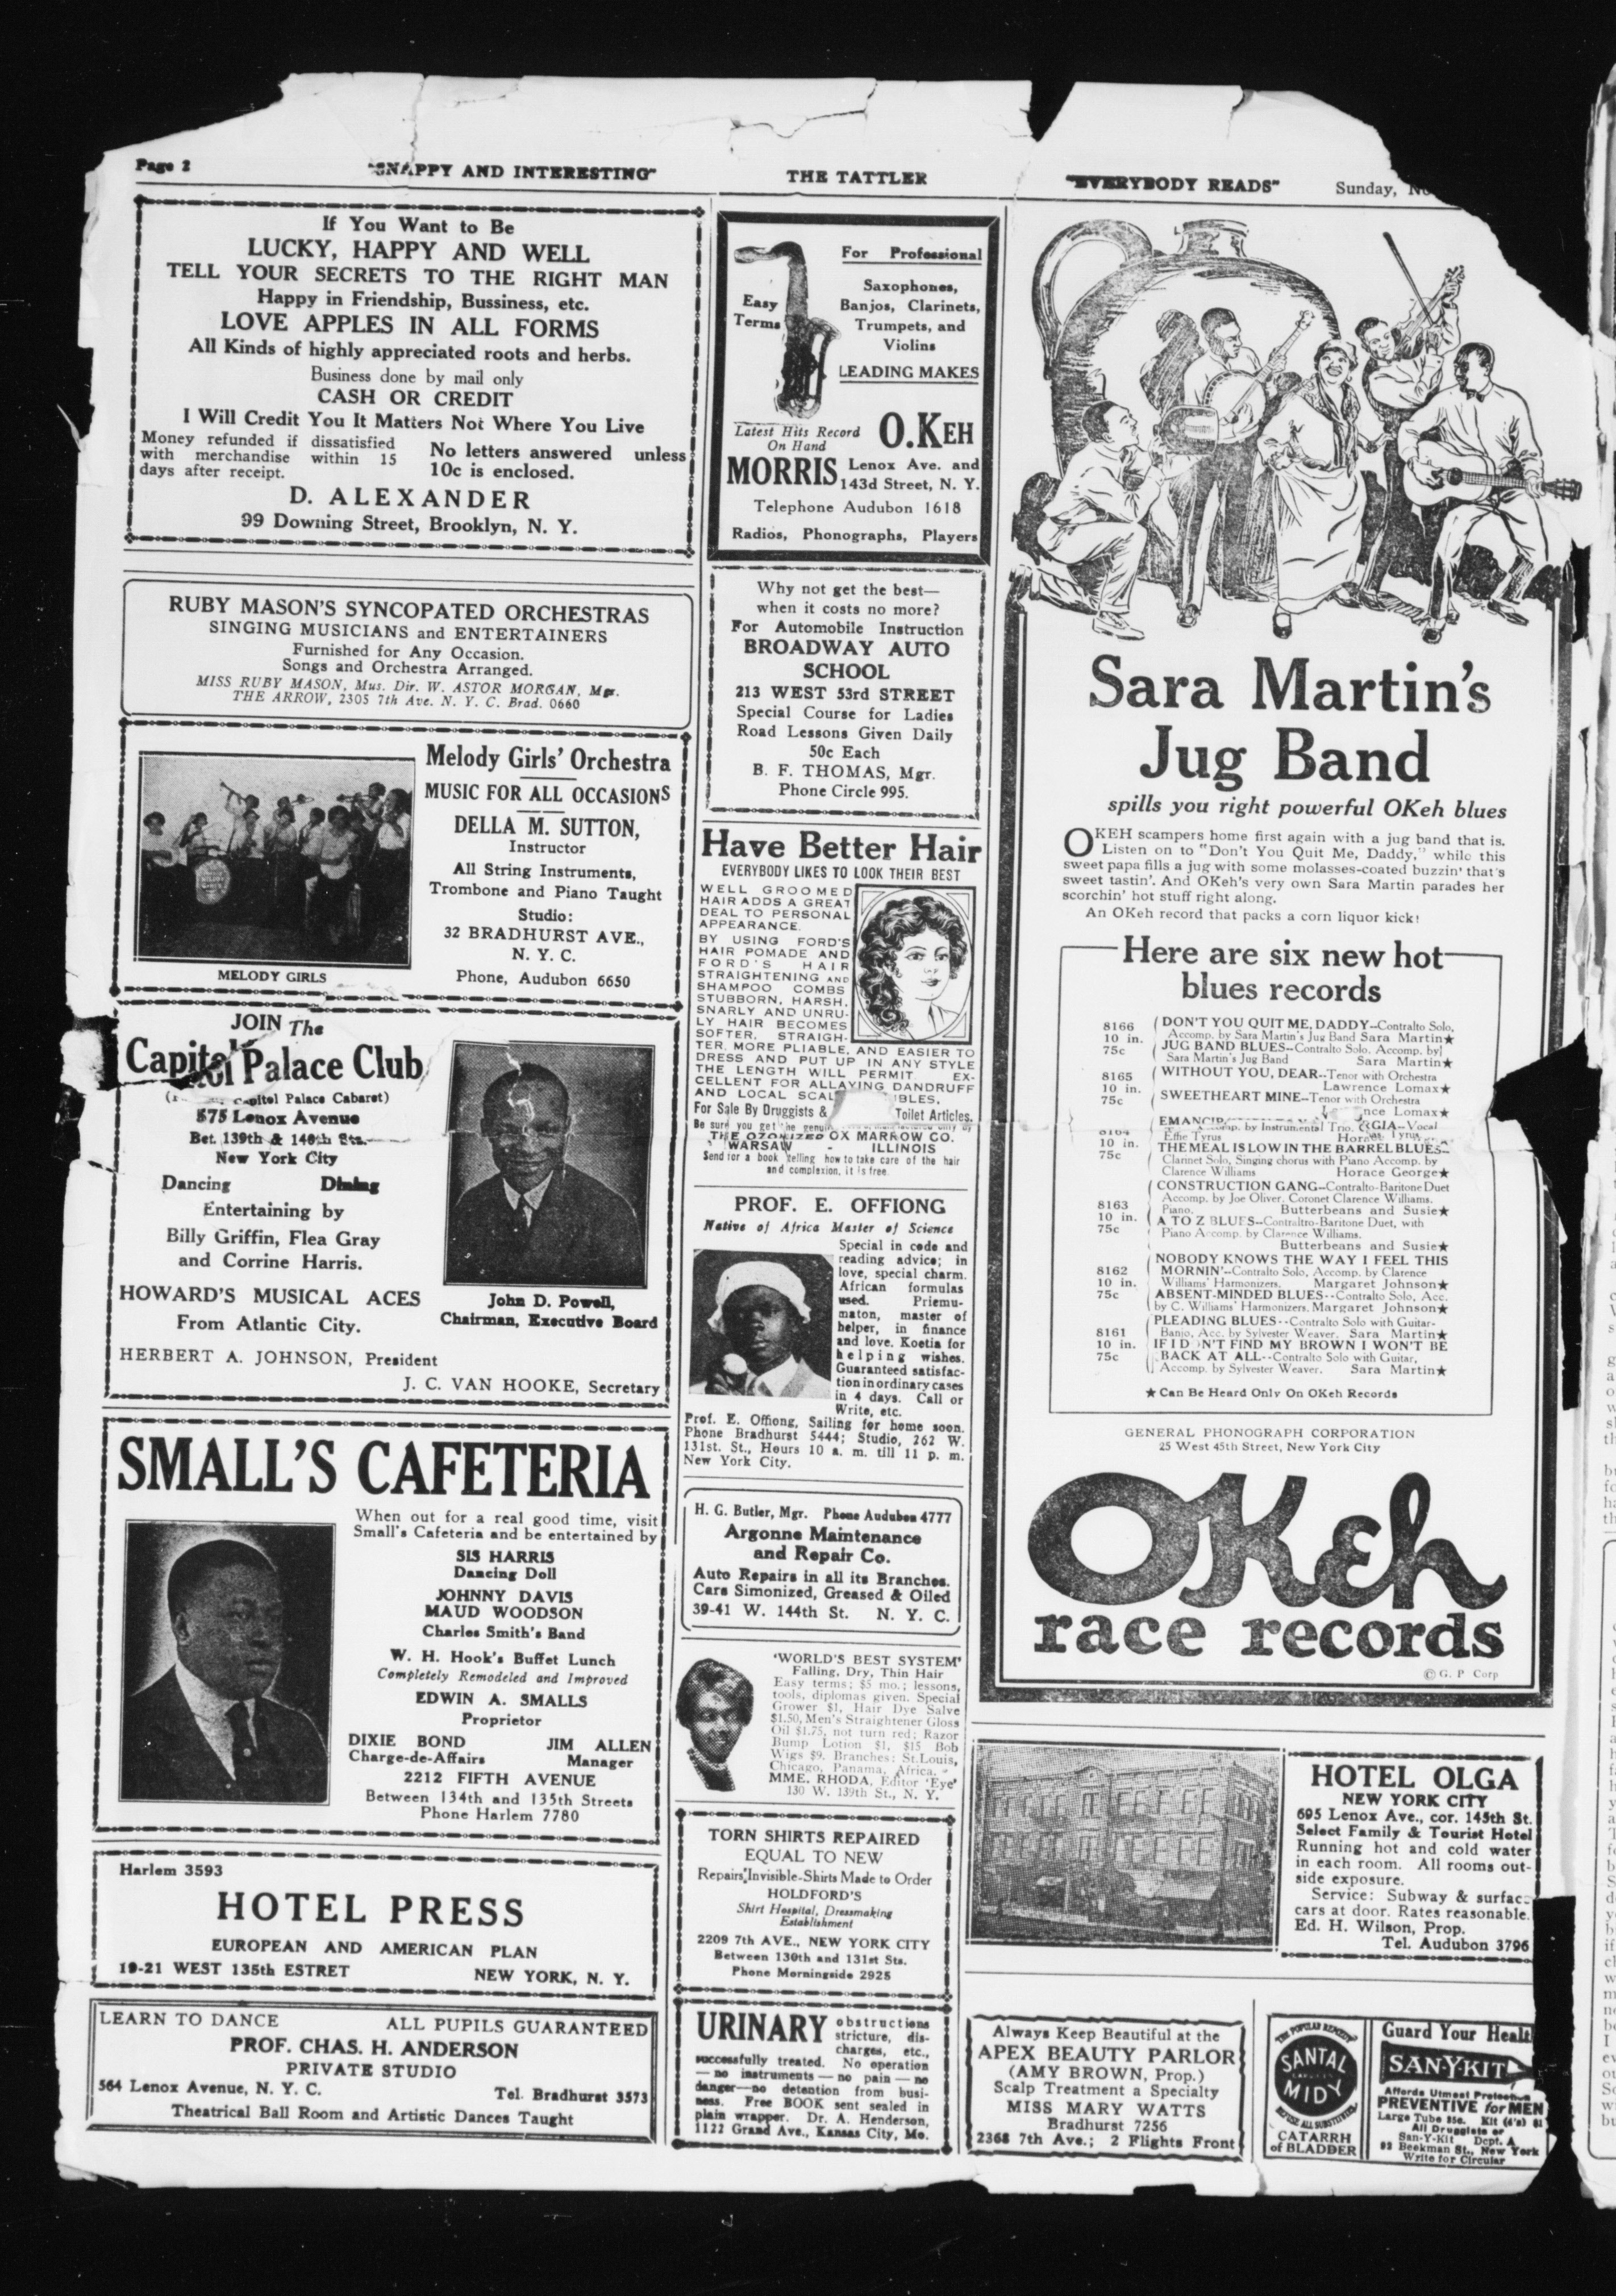 Page 2
"SNAPPY AND INTERESTING"
THE TATTLER
"EVERYBODY READS"
Sunday,
If You Want to Be
LUCKY, HAPPY AND WELL
TELL YOUR SECRETS TO THE RIGHT MAN
Happy in Friendship, Bussiness, etc.
LOVE APPLES IN ALL FORMS
All Kinds of highly appreciated roots and herbs.
Business done by mail only
CASH OR CREDIT
I Will Credit You It Matters Not Where You Live
Money refunded if dissatisfied
with merchandise within 15
days after receipt.
No letters answered unless
10c is enclosed.
D. ALEXANDER
99 Downing Street, Brooklyn, N. Y.
RUBY MASON'S SYNCOPATED ORCHESTRAS
SINGING MUSICIANS and ENTERTAINERS
Furnished for Any Occasion.
Songs and Orchestra Arranged.
MISS RUBY MASON, Mus. Dir. W. ASTOR MORGAN, Mgr.
THE ARROW, 2305 7th Ave. N. Y. C. Brad. 0660
MELODY GIRLS
Melody Girls' Orchestra
MUSIC FOR ALL OCCASIONS
DELLA M. SUTTON,
Instructor
All String Instruments,
Trombone and Piano Taught
Studio:
32 BRADHURST AVE.,
N. Y. C.
Phone, Audubon 6650
JOIN The
Capitol Palace Club
Capitol Palace Cabaret)
575 Lenox Avenue
Bet. 139th & 140th Sts.
New York City
Dancing Dining
Entertaining by
Billy Griffin, Flea Gray
and Corrine Harris.
HOWARD'S MUSICAL ACES
From Atlantic City.
John D. Powell,
Chairman, Executive Board
HERBERT A. JOHNSON, President
J. C. VAN HOOKE, Secretary
SMALL'S CAFETERIA
When out for a real good time, visit
Small's Cafeteria and be entertained by
SIS HARRIS
Dancing Doll
JOHNNY DAVIS
MAUD WOODSON
Charles Smith's Band
W. H. Hook's Buffet Lunch
Completely Remodeled and Improved
EDWIN A. SMALLS
Proprietor
DIXIE BOND JIM ALLEN
Charge-de-Affairs Manager
2212 FIFTH AVENUE
Between 134th and 135th Streets
Phone Harlem 7780
Harlem 3593
HOTEL PRESS
EUROPEAN AND AMERICAN PLAN
19-21 WEST 135th ESTRET NEW YORK, N. Y.
LEARN TO DANCE ALL PUPILS GUARANTEED
PROF. CHAS. H. ANDERSON
PRIVATE STUDIO
564 Lenox Avenue, N. Y. C. Tel. Bradhurst 3573
Theatrical Ball Room and Artistic Dances Taught
Easy
Terms
For Professional
Saxophones,
Banjos, Clarinets,
Trumpets, and
Violins
LEADING MAKES
Latest Hits Record
On Hand
O.KEH
MORRIS Lenox Ave. and
143d Street, N. Y.
Telephone Audubon 1618
Radios, Phonographs, Players
Why not get the best—
when it costs no more?
For Automobile Instruction
BROADWAY AUTO
SCHOOL
213 WEST 53rd STREET
Special Course for Ladies
Road Lessons Given Daily
50c Each
B. F. THOMAS, Mgr.
Phone Circle 995.
Have Better Hair
EVERYBODY LIKES TO LOOK THEIR BEST
WELL GROOMED
HAIR ADDS A GREAT
DEAL TO PERSONAL
APPEARANCE.
BY USING FORD'S
HAIR POMADE AND
FORD'S HAIR
STRAIGHTENING AND
SHAMPOO COMBS
STUBBORN, HARSH,
SNARLY AND UNRU-
LY HAIR BECOMES
SOFTER, STRAIGH-
TER, MORE PLIABLE, AND EASIER TO
DRESS AND PUT UP IN ANY STYLE
THE LENGTH WILL PERMIT. EX-
CELLENT FOR ALLAYING DANDRUFF
AND LOCAL SCAL
For Sale By Druggists & Toilet Articles.
Be sure you get the
THE OZONIZED OX MARROW CO.
WARSAW - ILLINOIS
Send for a book telling how to take care of the hair
and complexion, it is free.
PROF. E. OFFIONG
Native of Africa Master of Science
Special in code and
reading advice; in
love, special charm.
African formulas
used. Priemu-
maton, master of
helper, in finance
and love. Koetia for
helping wishes.
Guaranteed satisfac-
tion in ordinary cases
in 4 days. Call or
Write, etc.
Prof. E. Offiong, Sailing for home soon.
Phone Bradhurst 5444; Studio, 262 W.
131st. St., Hours 10 a. m. till 11 p. m.
New York City.
H. G. Butler, Mgr. Phone Audubon 4777
Argonne Maintenance
and Repair Co.
Auto Repairs in all its Branches.
Cars Simonized, Greased & Oiled
39-41 W. 144th St. N. Y. C.
'WORLD'S BEST SYSTEM'
Falling, Dry, Thin Hair
Easy terms; $5 mo.; lessons,
tools, diplomas given. Special
Grower $1, Hair Dye Salve
$1.50, Men's Straightener Gloss
Oil $1.75, not turn red; Razor
Bump Lotion $1, $15 Bob
Wigs $9. Branches: St. Louis,
Chicago, Panama, Africa.
MME. RHODA, Editor 'Eye'
130 W. 139th St., N. Y.
TORN SHIRTS REPAIRED
EQUAL TO NEW
Repairs Invisible-Shirts Made to Order
HOLDFORD'S
Shirt Hospital, Dressmaking
Establishment
2209 7th AVE., NEW YORK CITY
Between 130th and 131st Sts.
Phone Morningside 2925
URINARY obstructions
stricture, dis-
charges, etc.,
successfully treated. No operation
— no instruments — no pain — no
danger—no detention from busi-
ness. Free BOOK sent sealed in
plain wrapper. Dr. A. Henderson,
1122 Grand Ave., Kansas City, Mo.
Sara Martin's
Jug Band
spills you right powerful OKeh blues
OKEH scampers home first again with a jug band that is.
Listen on to "Don't You Quit Me, Daddy," while this
sweet papa fills a jug with some molasses-coated buzzin' that's
sweet tastin'. And OKeh's very own Sara Martin parades her
scorchin' hot stuff right along.
An OKeh record that packs a corn liquor kick!
Here are six new hot
blues records
8166
10 in.
75c
DON'T YOU QUIT ME, DADDY—Contralto Solo,
Accomp. by Sara Martin's Jug Band Sara Martin★
JUG BAND BLUES—Contralto Solo, Accomp. by
Sara Martin's Jug Band Sara Martin★
8165
10 in.
75c
WITHOUT YOU, DEAR--Tenor with Orchestra
Lawrence Lomax★
SWEETHEART MINE—Tenor with Orchestra
Lomax★
10 in.
75c
by Instrumental Trio, Vocal
Effie Tyrus
THE MEAL IS LOW IN THE BARREL BLUES—
Clarinet Solo, Singing chorus with Piano Accomp. by
Clarence Williams Horace George★
8163
10 in.
75c
CONSTRUCTION GANG—Contralto-Baritone Duet
Accomp. by Joe Oliver, Coronet Clarence Williams,
Piano. Butterbeans and Susie★
A TO Z BLUES--Contraltro-Baritone Duet, with
Piano Accomp. by Clarence Williams.
Butterbeans and Susie★
8162
10 in.
75c
NOBODY KNOWS THE WAY I FEEL THIS
MORNIN'—Contralto Solo, Accomp. by Clarence
Williams' Harmonizers. Margaret Johnson★
ABSENT-MINDED BLUES--Contralto Solo, Acc.
by C. Williams' Harmonizers. Margaret Johnson★
8161
10 in.
75c
PLEADING BLUES--Contralto Solo with Guitar-
Banjo, Acc. by Sylvester Weaver. Sara Martin★
IF I D N'T FIND MY BROWN I WON'T BE
BACK AT ALL--Contralto Solo with Guitar,
Accomp. by Sylvester Weaver. Sara Martin★
★ Can Be Heard Only On OKeh Records
GENERAL PHONOGRAPH CORPORATION
25 West 45th Street, New York City
OKeh
race records
© G. P Corp
HOTEL OLGA
NEW YORK CITY
695 Lenox Ave., cor. 145th St.
Select Family & Tourist Hotel
Running hot and cold water
in each room. All rooms out-
side exposure.
Service: Subway & surface
cars at door. Rates reasonable.
Ed. H. Wilson, Prop.
Tel. Audubon 3796
Always Keep Beautiful at the
APEX BEAUTY PARLOR
(AMY BROWN, Prop.)
Scalp Treatment a Specialty
MISS MARY WATTS
Bradhurst 7256
2368 7th Ave.; 2 Flights Front
THE POPULAR REMEDY
SANTAL
MIDY
CATARRH
of BLADDER
Guard Your Healt
SAN-Y-KIT
Affords Utmost Protection
PREVENTIVE for MEN
Large Tube 35c. Kit (4's) $1
All Druggists or
San-Y-Kit Dept. A
92 Beekman St., New York
Write for Circular